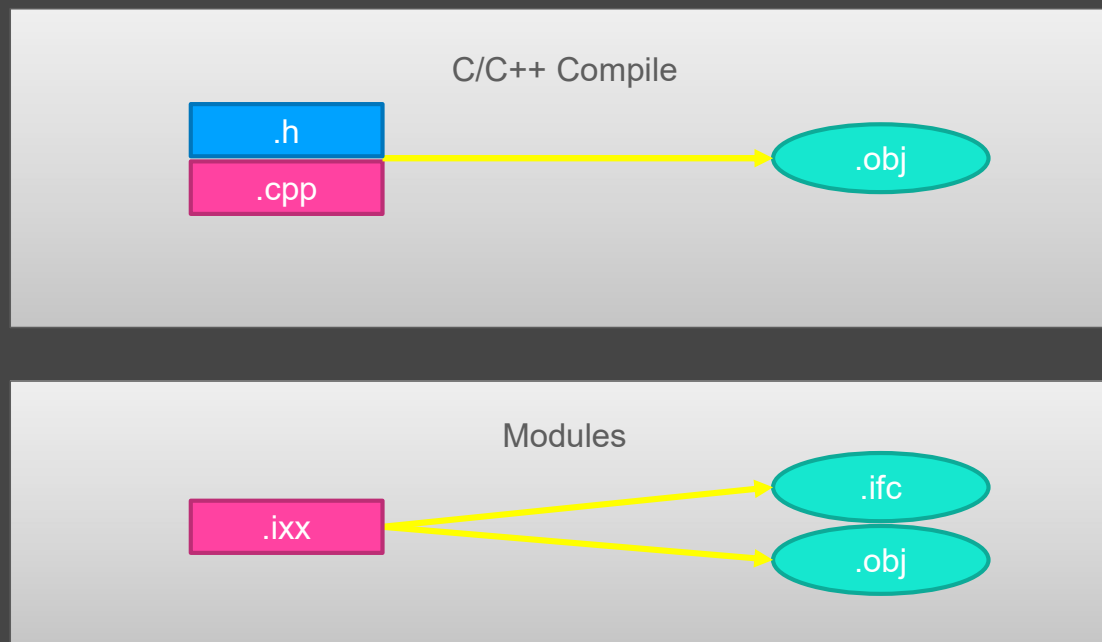 C/C++ Compile
.h
.cpp
.obj
Modules
.ixx
.ifc
.obj